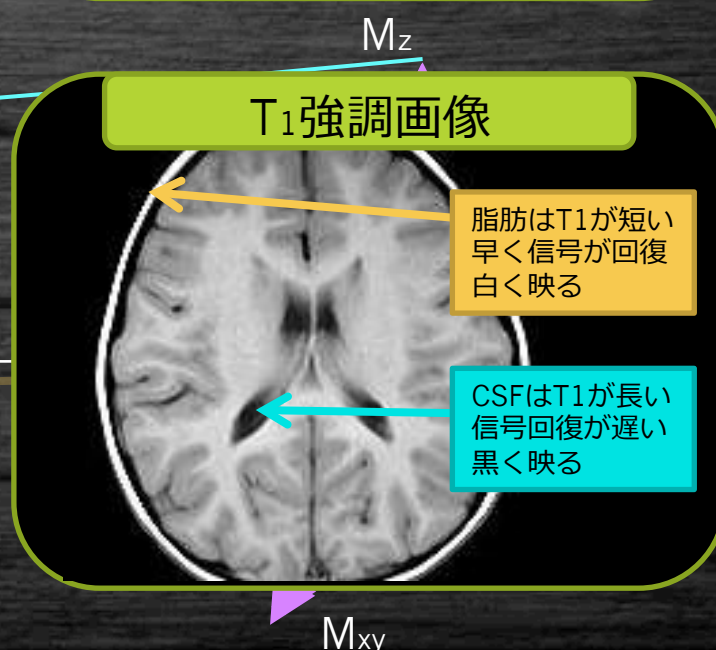 Mz
T1強調画像
脂肪はT1が短い
早く信号が回復
白く映る
CSFはT1が長い
信号回復が遅い
黒く映る
Mxy